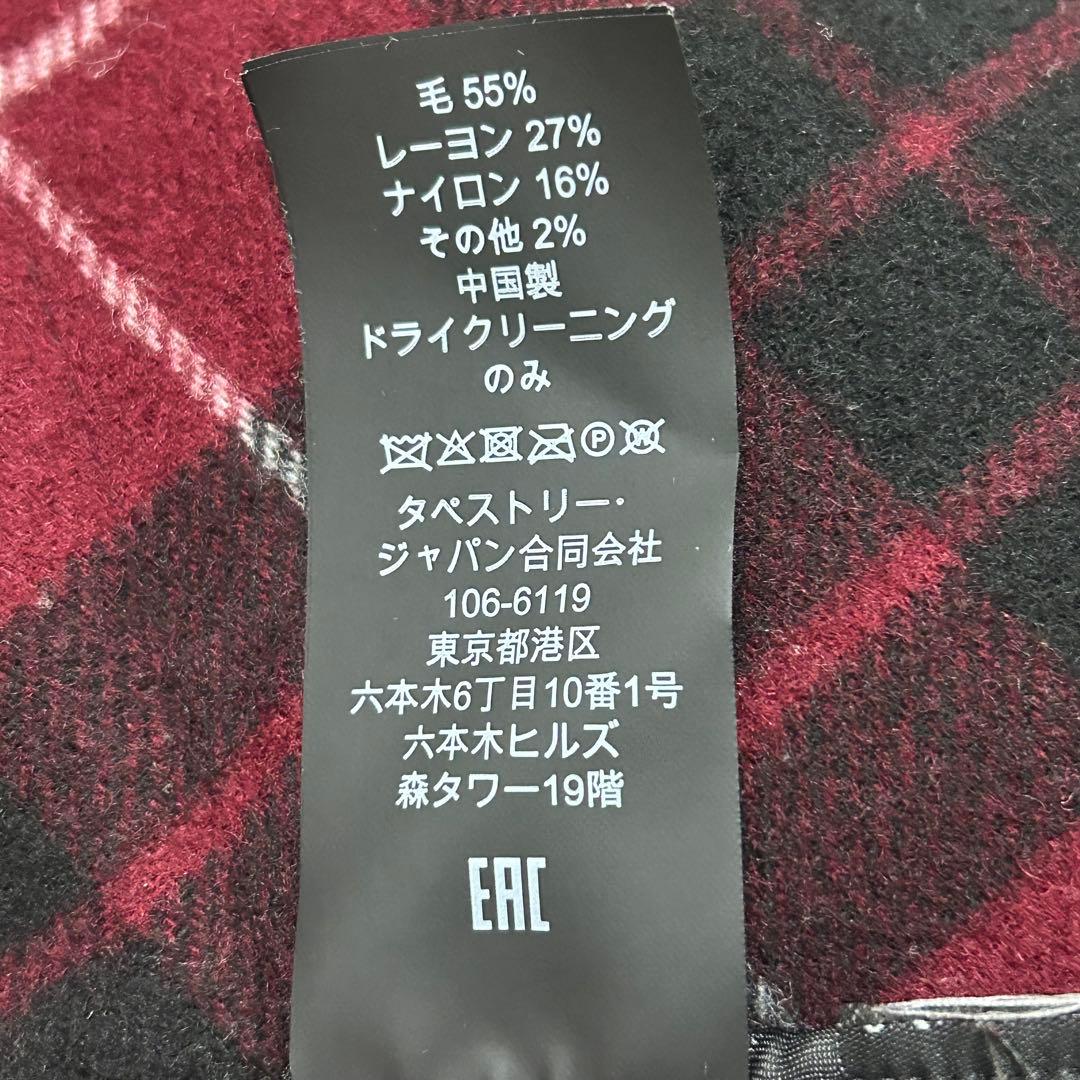 毛 55%
レーヨン 27%
ナイロン 16%
その他 2%
中国製
ドライクリーニング
のみ
P W
タペストリー・
ジャパン合同会社
106-6119
東京都港区
六本木6丁目10番1号
六本木ヒルズ
森タワー19階
EAC